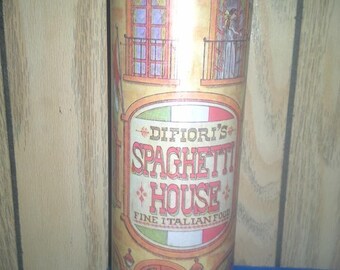 DIFIORI'S
SPAGHETTI
HOUSE
FINE ITALIAN FOOD